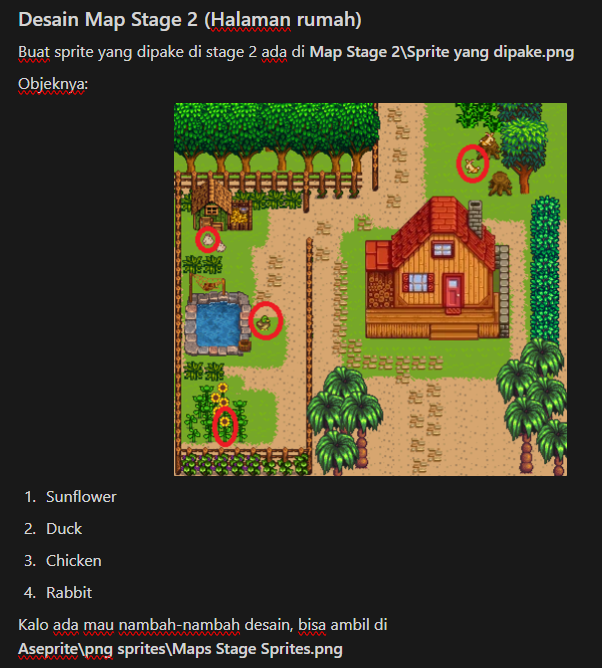 Desain Map Stage 2 (Halaman rumah)
Buat sprite yang dipake di stage 2 ada di Map Stage 2\Sprite yang dipake.png
Objeknya:
1. Sunflower
2. Duck
3. Chicken
4. Rabbit
Kalo ada mau nambah-nambah desain, bisa ambil di
Aseprite\png sprites\Maps Stage Sprites.png